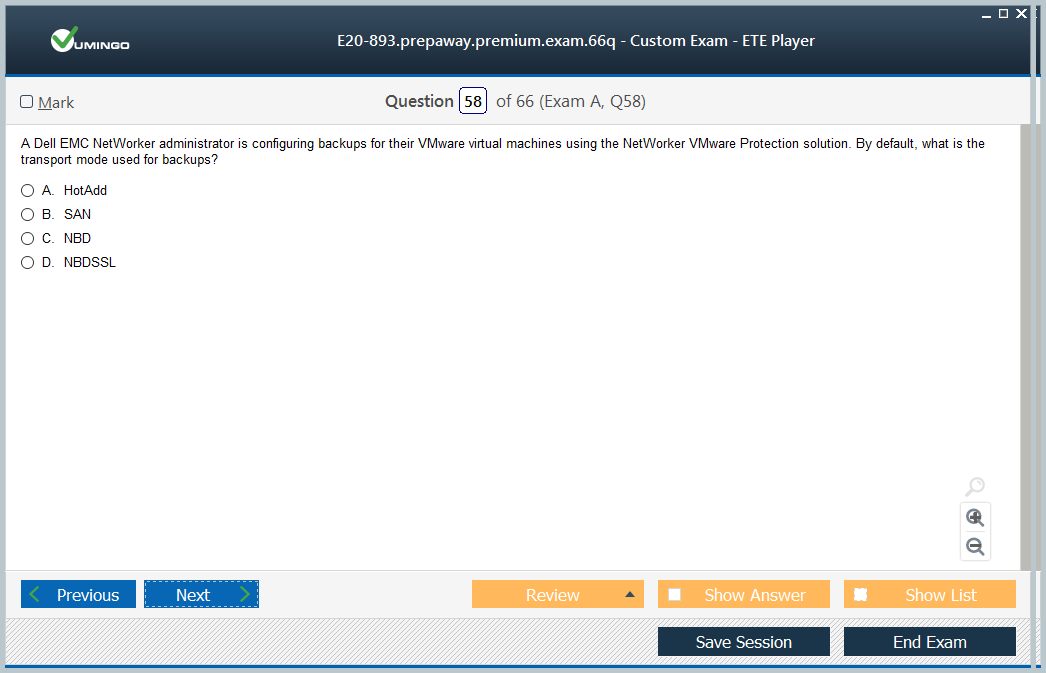 VUMINGO
E20-893.prepaway.premium.exam.66q - Custom Exam - ETE Player
Mark
Question 58 of 66 (Exam A, Q58)
A Dell EMC NetWorker administrator is configuring backups for their VMware virtual machines using the NetWorker VMware Protection solution. By default, what is the
transport mode used for backups?
A. HotAdd
B. SAN
C. NBD
D. NBDSSL
Previous
Next
Review
Show Answer
Show List
Save Session
End Exam